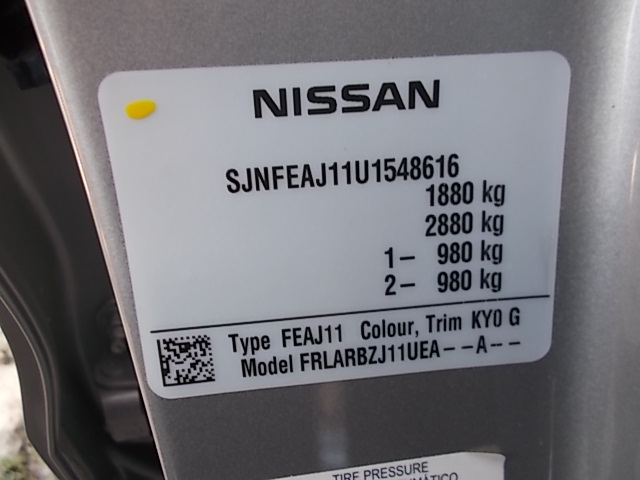 NISSAN
SJNFEAJ11U1548616
1880 kg
2880 kg
1– 980 kg
2– 980 kg
Type FEAJ11 Colour, Trim KY0 G
Model FRLARBZJ11UEA – – A – –
TIRE PRESSURE